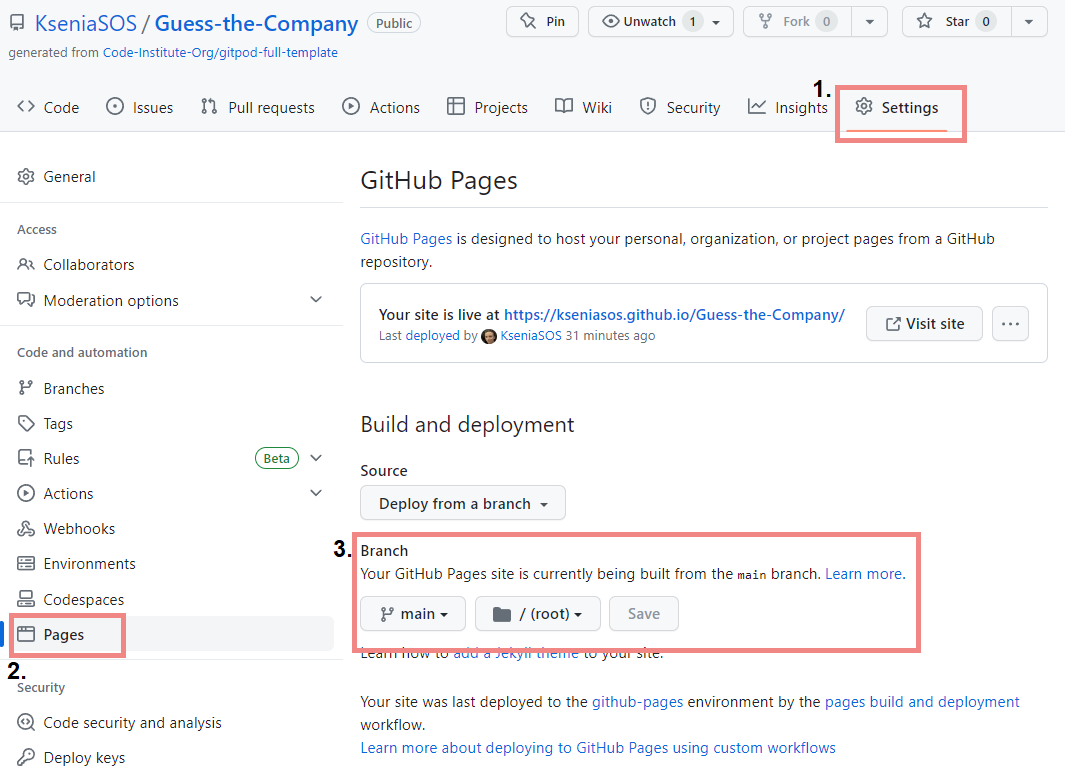 KseniaSOS / Guess-the-Company Public Pin Unwatch 1 Fork 0 Star 0
generated from Code-Institute-Org/gitpod-full-template
Code Issues Pull requests Actions Projects Wiki Security Insights 1. Settings
General
Access
Collaborators
Moderation options
Code and automation
Branches
Tags
Rules Beta
Actions
Webhooks
Environments
Codespaces
Pages
2.
Security
Code security and analysis
Deploy keys
GitHub Pages
GitHub Pages is designed to host your personal, organization, or project pages from a GitHub
repository.
Your site is live at https://kseniasos.github.io/Guess-the-Company/
Last deployed by KseniaSOS 31 minutes ago
Visit site
Build and deployment
Source
Deploy from a branch
3. Branch
Your GitHub Pages site is currently being built from the main branch. Learn more.
main / (root) Save
Learn how to add a Jekyll theme to your site.
Your site was last deployed to the github-pages environment by the pages build and deployment
workflow.
Learn more about deploying to GitHub Pages using custom workflows